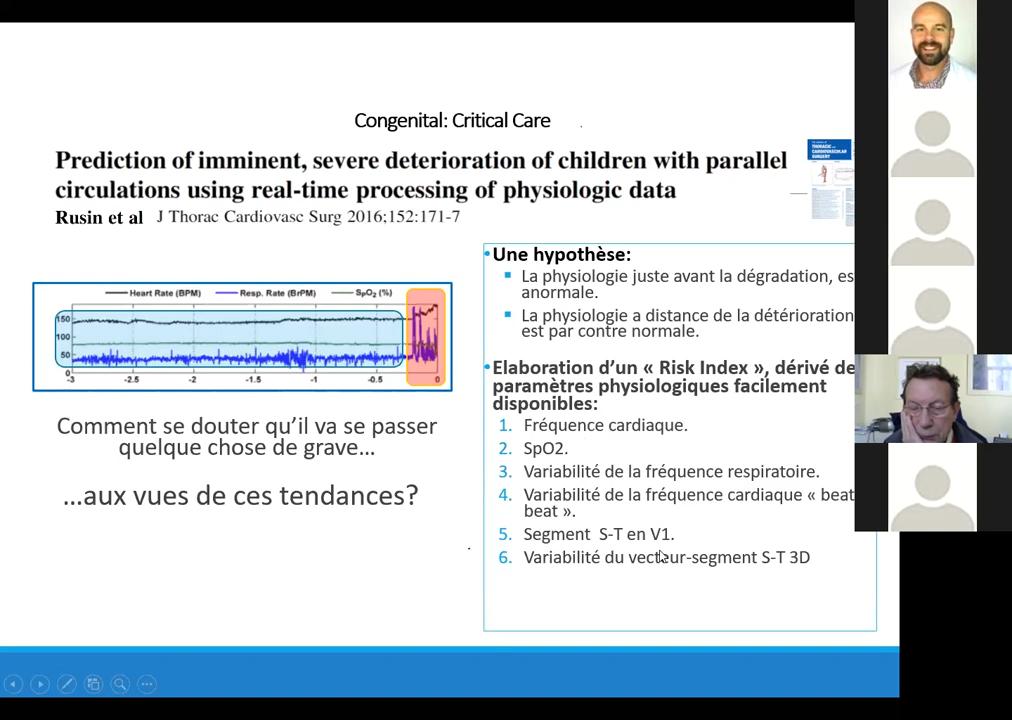 Congenital: Critical Care
Prediction of imminent, severe deterioration of children with parallel
circulations using real-time processing of physiologic data
Rusin et al J Thorac Cardiovasc Surg 2016;152:171-7
THORACIC AND
CARDIOVASCULAR
SURGERY
Heart Rate (BPM) Resp. Rate (BrPM) SpO2 (%)
150
100
50
0
-3 -2.5 -2 -1.5 -1 -0.5 0
Comment se douter qu'il va se passer
quelque chose de grave…
…aux vues de ces tendances?
•Une hypothèse:
▪ La physiologie juste avant la dégradation, es
anormale.
▪ La physiologie a distance de la détérioration
est par contre normale.
•Elaboration d'un « Risk Index », dérivé de
paramètres physiologiques facilement
disponibles:
1. Fréquence cardiaque.
2. SpO2.
3. Variabilité de la fréquence respiratoire.
4. Variabilité de la fréquence cardiaque « beat
beat ».
5. Segment S-T en V1.
6. Variabilité du vecteur-segment S-T 3D